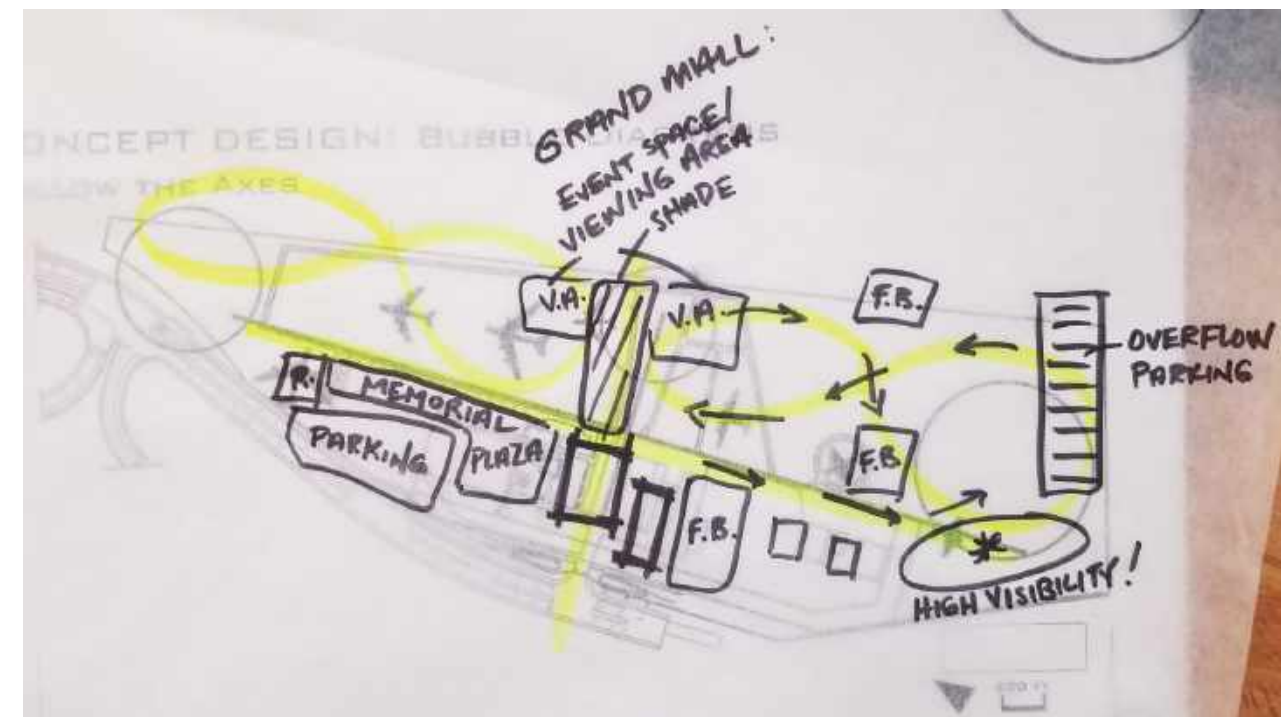 GRAND MALL:
EVENT SPACE/
VIEWING AREA
SHADE
CONCEPT DESIGN: BUBBLE DIAGRAMS
THE AXES
V.A.
V.A.
F.B.
OVERFLOW
PARKING
R.
MEMORIAL
PLAZA
PARKING
F.B
F.B.
HIGH VISIBILITY!